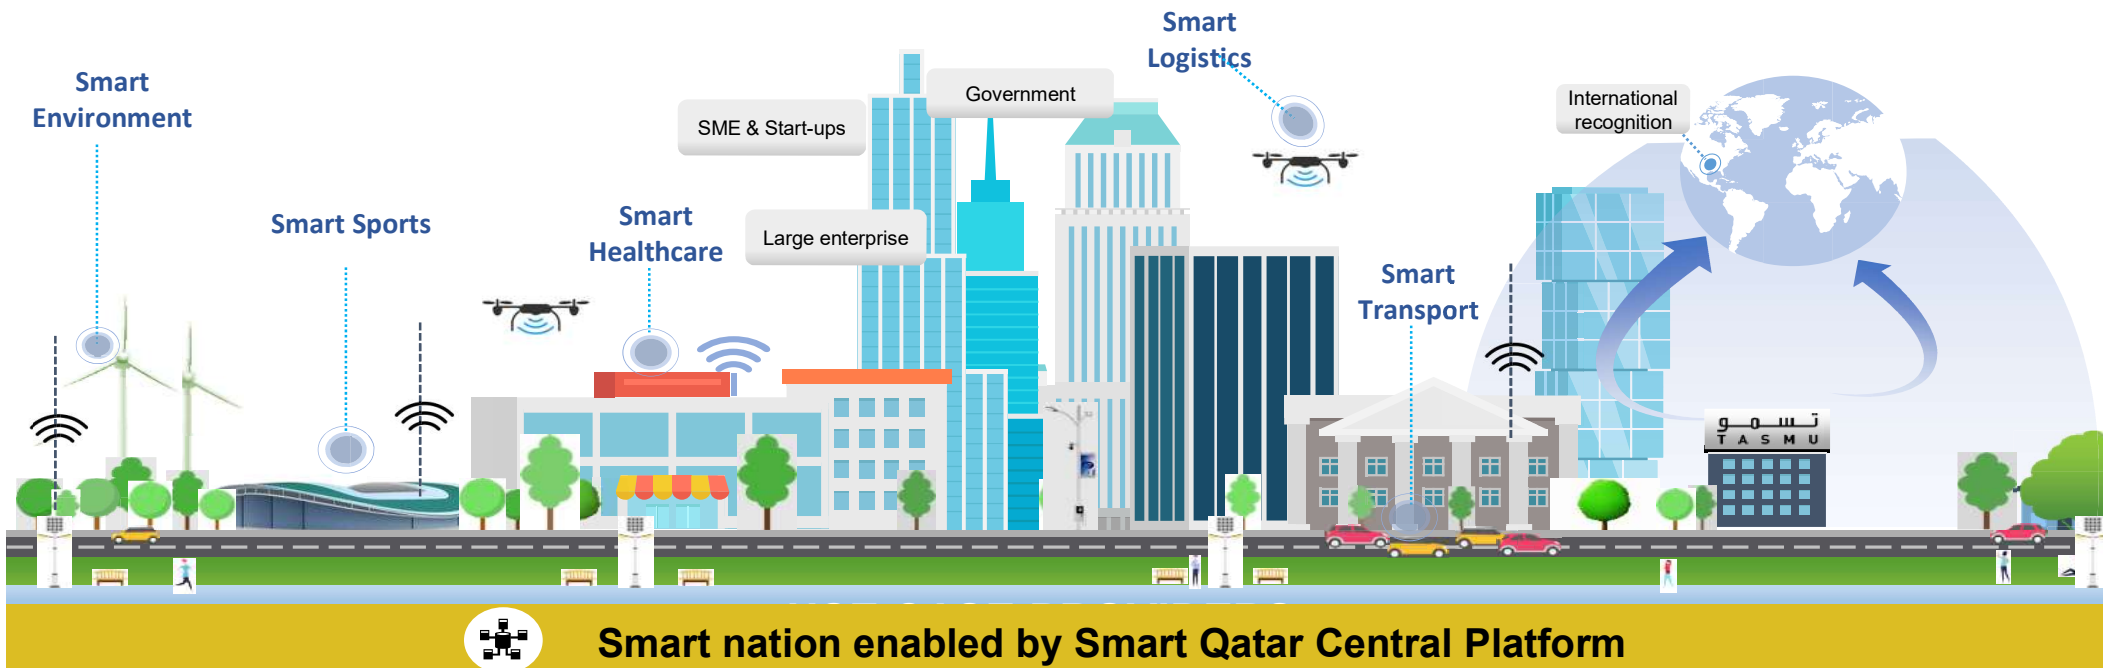 Smart
Logistics
Smart
Environment
Government
International
recognition
SME & Start-ups
Smart Sports
Smart
Healthcare
Large enterprise
Smart
Transport
تسمو
TASMU
Smart nation enabled by Smart Qatar Central Platform